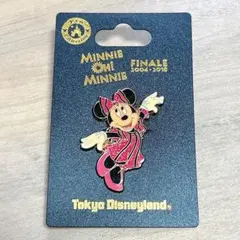 MINNIE
OH!
MINNIE
FINALE
2004-2018
Tokyo Disneyland